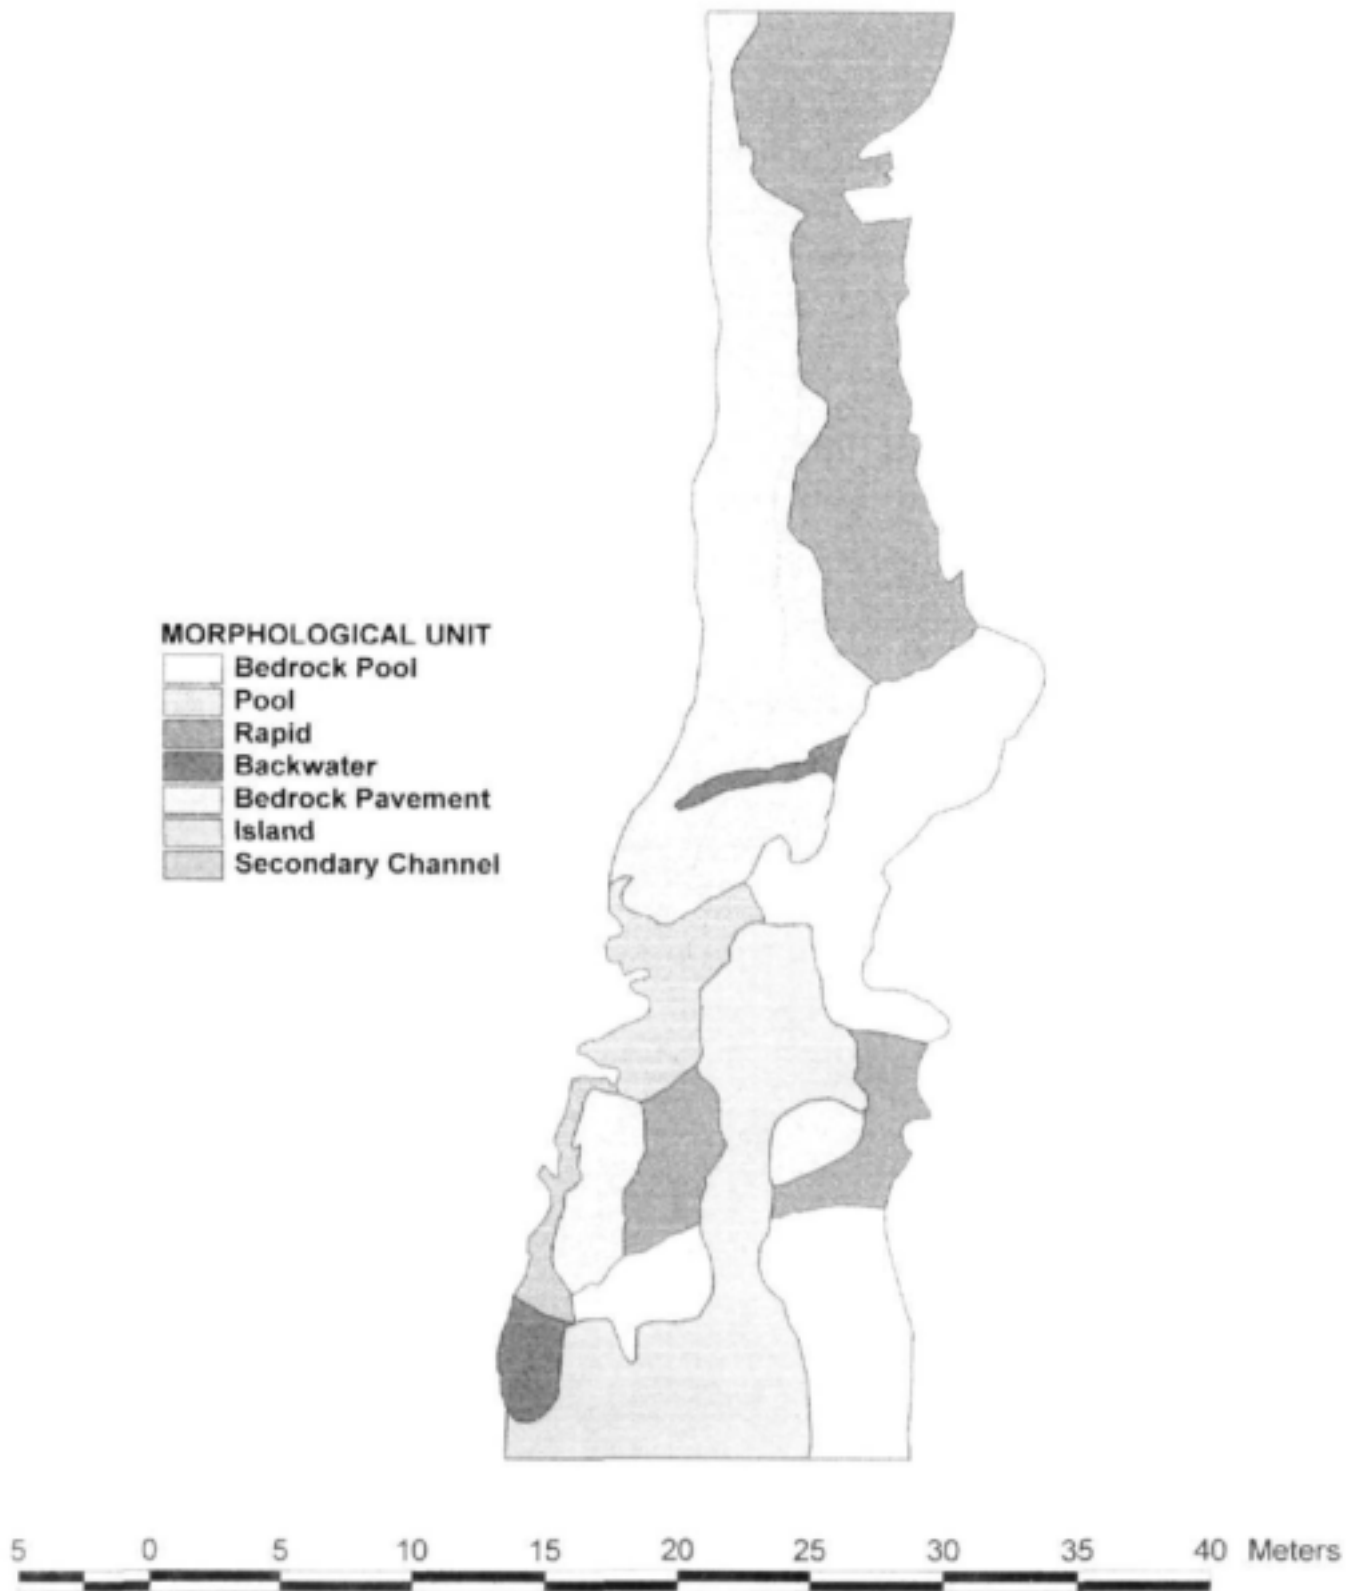 MORPHOLOGICAL UNIT
Bedrock Pool
Pool
Rapid
Backwater
Bedrock Pavement
Island
Secondary Channel
5 0 5 10 15 20 25 30 35 40 Meters